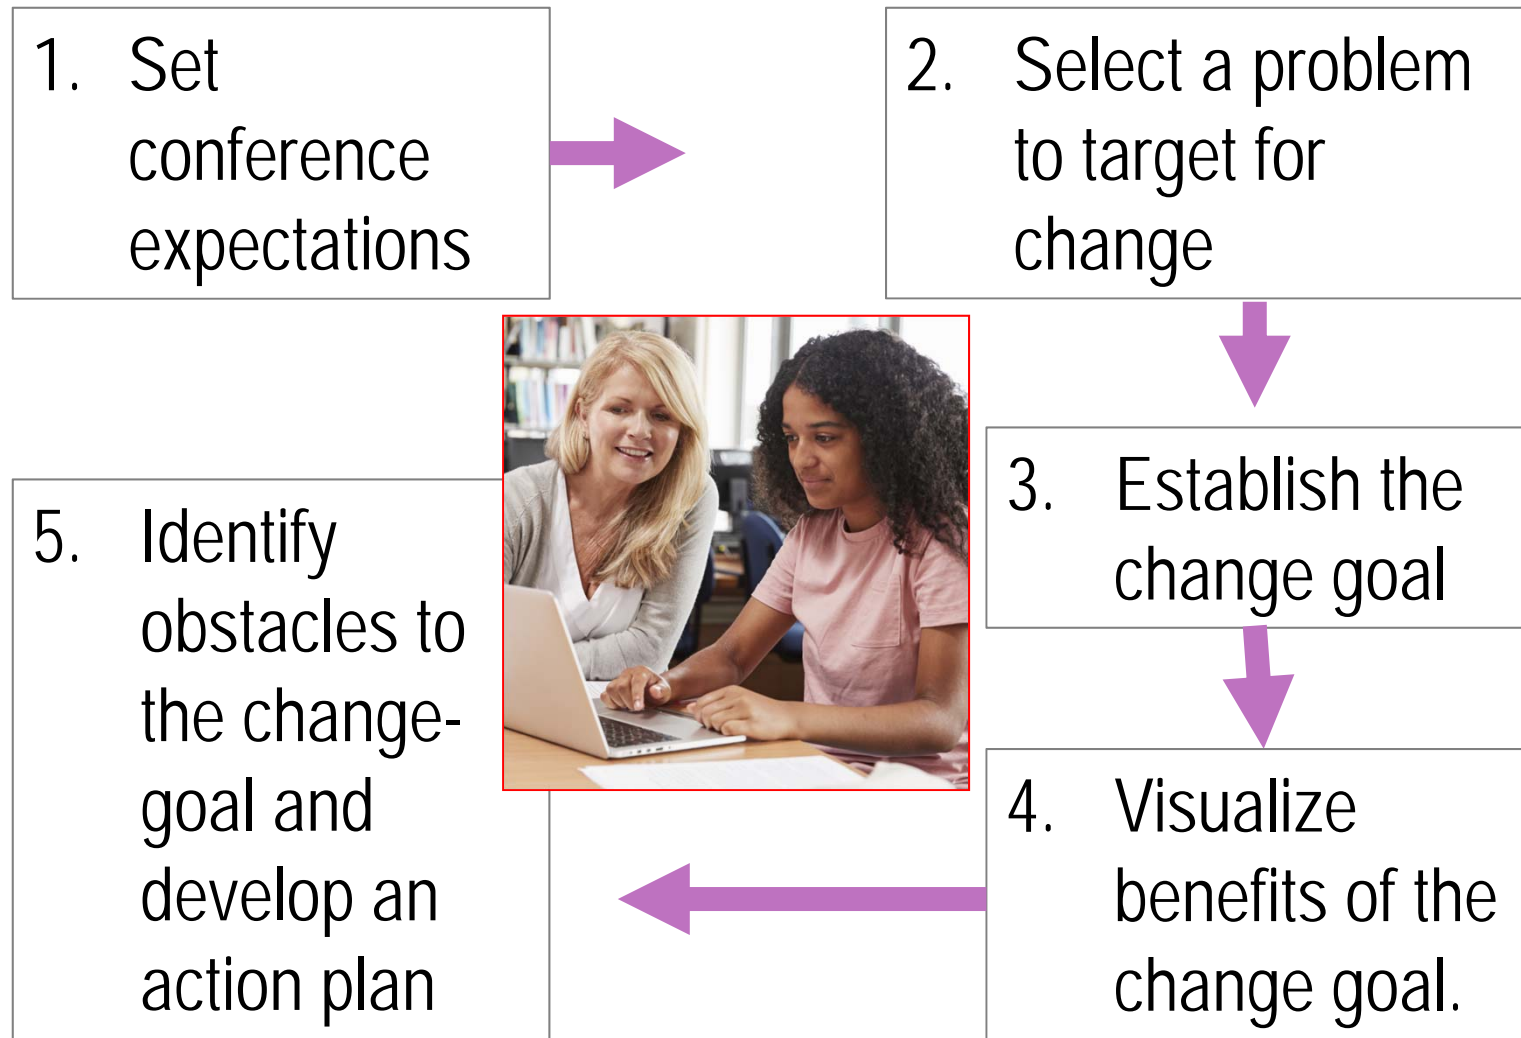 1. Set
conference
expectations
2. Select a problem
to target for
change
3. Establish the
change goal
4. Visualize
benefits of the
change goal.
5. Identify
obstacles to
the change-
goal and
develop an
action plan